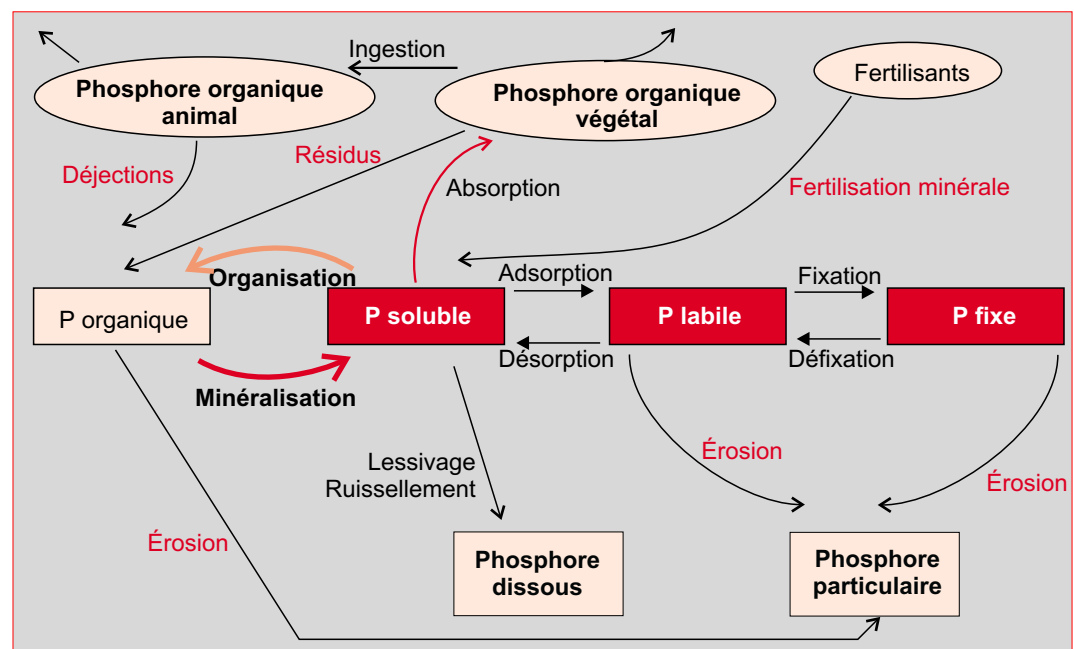 Ingestion
Phosphore organique
animal
Phosphore organique
végétal
Fertilisants
Déjections
Résidus
Absorption
Fertilisation minérale
Organisation
Adsorption
Fixation
P organique
P soluble
P labile
P fixe
Désorption
Défixation
Minéralisation
Lessivage
Ruissellement
Érosion
Érosion
Érosion
Phosphore
dissous
Phosphore
particulaire